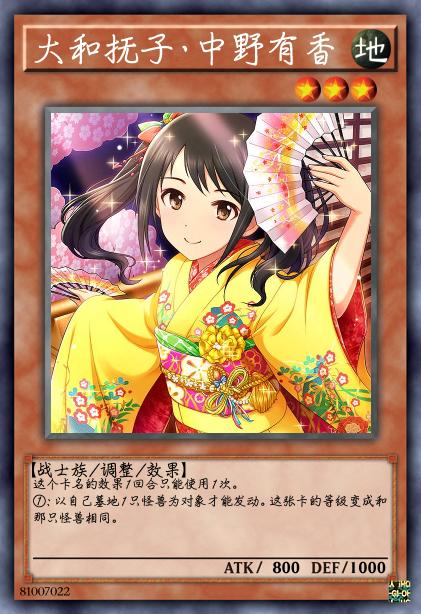 大和抚子·中野有香 地
【战士族/调整/效果】
这个卡名的效果1回合只能使用1次。
①:以自己墓地1只怪兽为对象才能发动。这张卡的等级变成和
那只怪兽相同。
ATK/ 800 DEF/1000
81007022